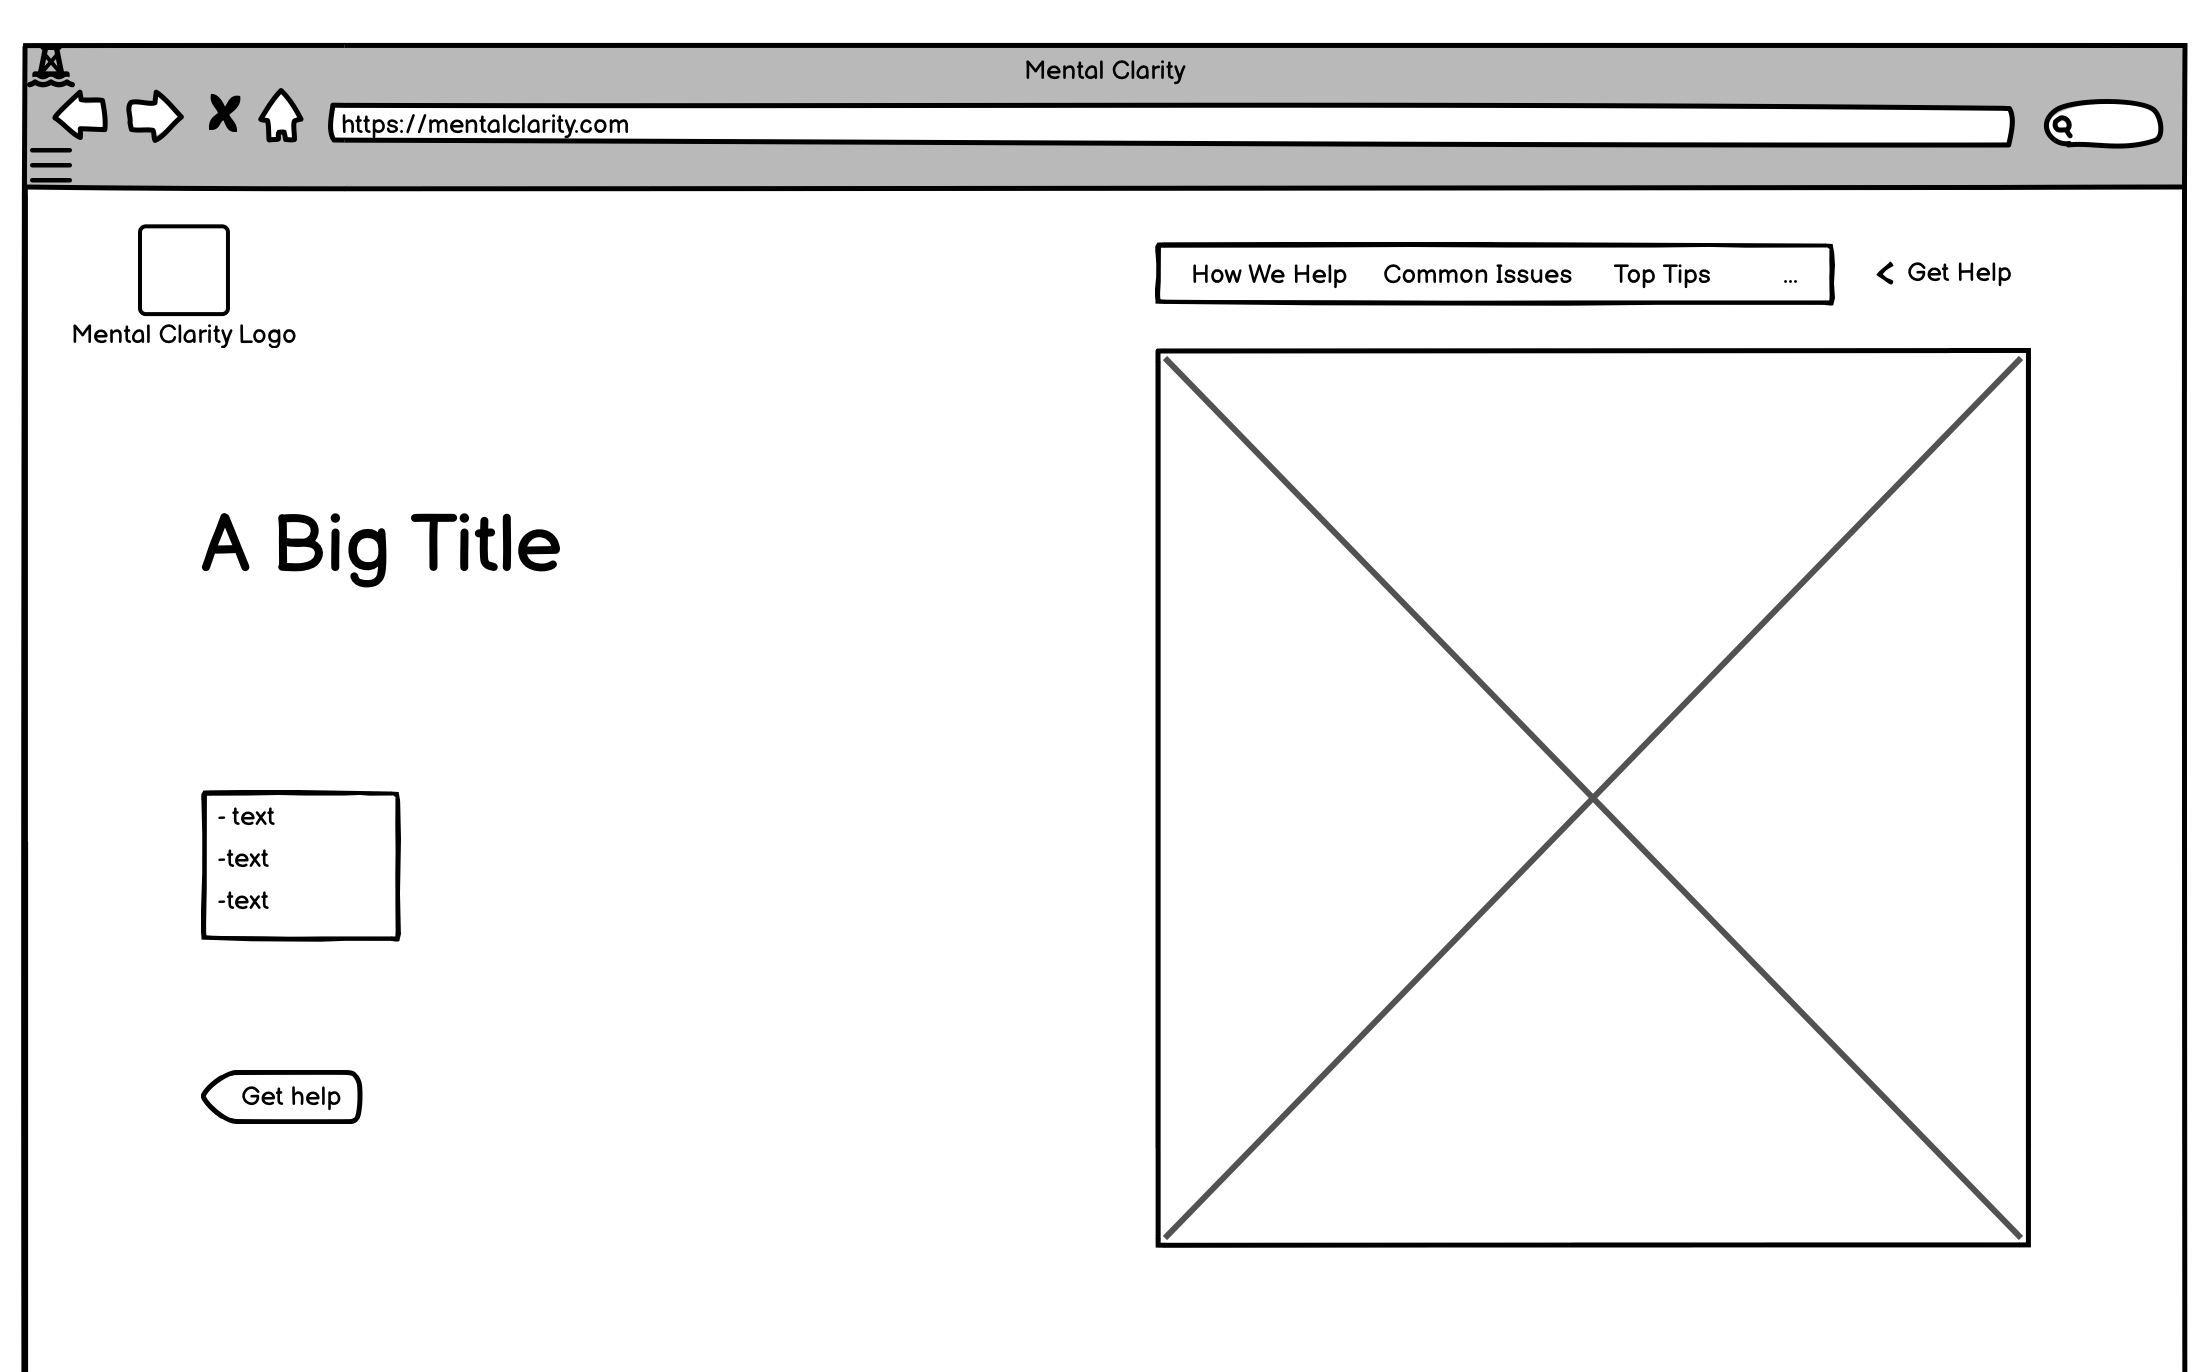 Mental Clarity
https://mentalclarity.com
How We Help Common Issues Top Tips ...
Get Help
Mental Clarity Logo
A Big Title
- text
-text
-text
Get help